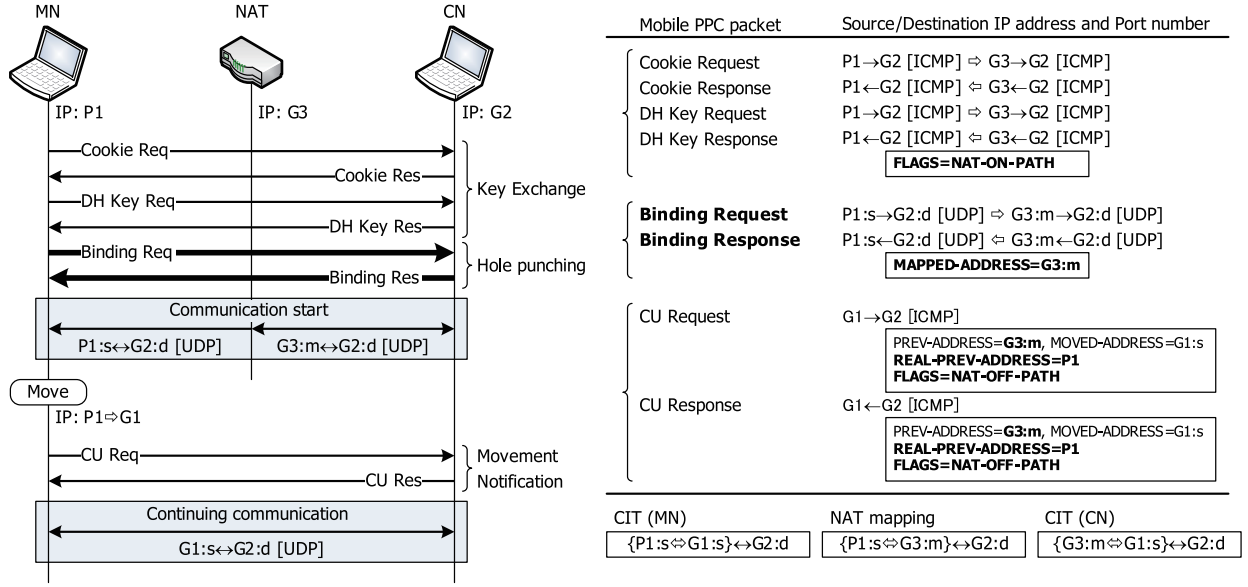 MN NAT CN
IP: P1 IP: G3 IP: G2
Cookie Req
Cookie Res
DH Key Req
DH Key Res
Key Exchange
Binding Req
Binding Res
Hole punching
Communication start
P1:s↔G2:d [UDP] G3:m↔G2:d [UDP]
Move
IP: P1⇨G1
CU Req
CU Res
Movement
Notification
Continuing communication
G1:s↔G2:d [UDP]
Mobile PPC packet Source/Destination IP address and Port number
Cookie Request P1→G2 [ICMP] ⇨ G3→G2 [ICMP]
Cookie Response P1←G2 [ICMP] ⇦ G3←G2 [ICMP]
DH Key Request P1→G2 [ICMP] ⇨ G3→G2 [ICMP]
DH Key Response P1←G2 [ICMP] ⇦ G3←G2 [ICMP]
FLAGS=NAT-ON-PATH
Binding Request P1:s→G2:d [UDP] ⇨ G3:m→G2:d [UDP]
Binding Response P1:s←G2:d [UDP] ⇦ G3:m←G2:d [UDP]
MAPPED-ADDRESS=G3:m
CU Request G1→G2 [ICMP]
PREV-ADDRESS=G3:m, MOVED-ADDRESS=G1:s
REAL-PREV-ADDRESS=P1
FLAGS=NAT-OFF-PATH
CU Response G1←G2 [ICMP]
PREV-ADDRESS=G3:m, MOVED-ADDRESS=G1:s
REAL-PREV-ADDRESS=P1
FLAGS=NAT-OFF-PATH
CIT (MN) NAT mapping CIT (CN)
{P1:s⇔G1:s}↔G2:d {P1:s⇔G3:m}↔G2:d {G3:m⇔G1:s}↔G2:d